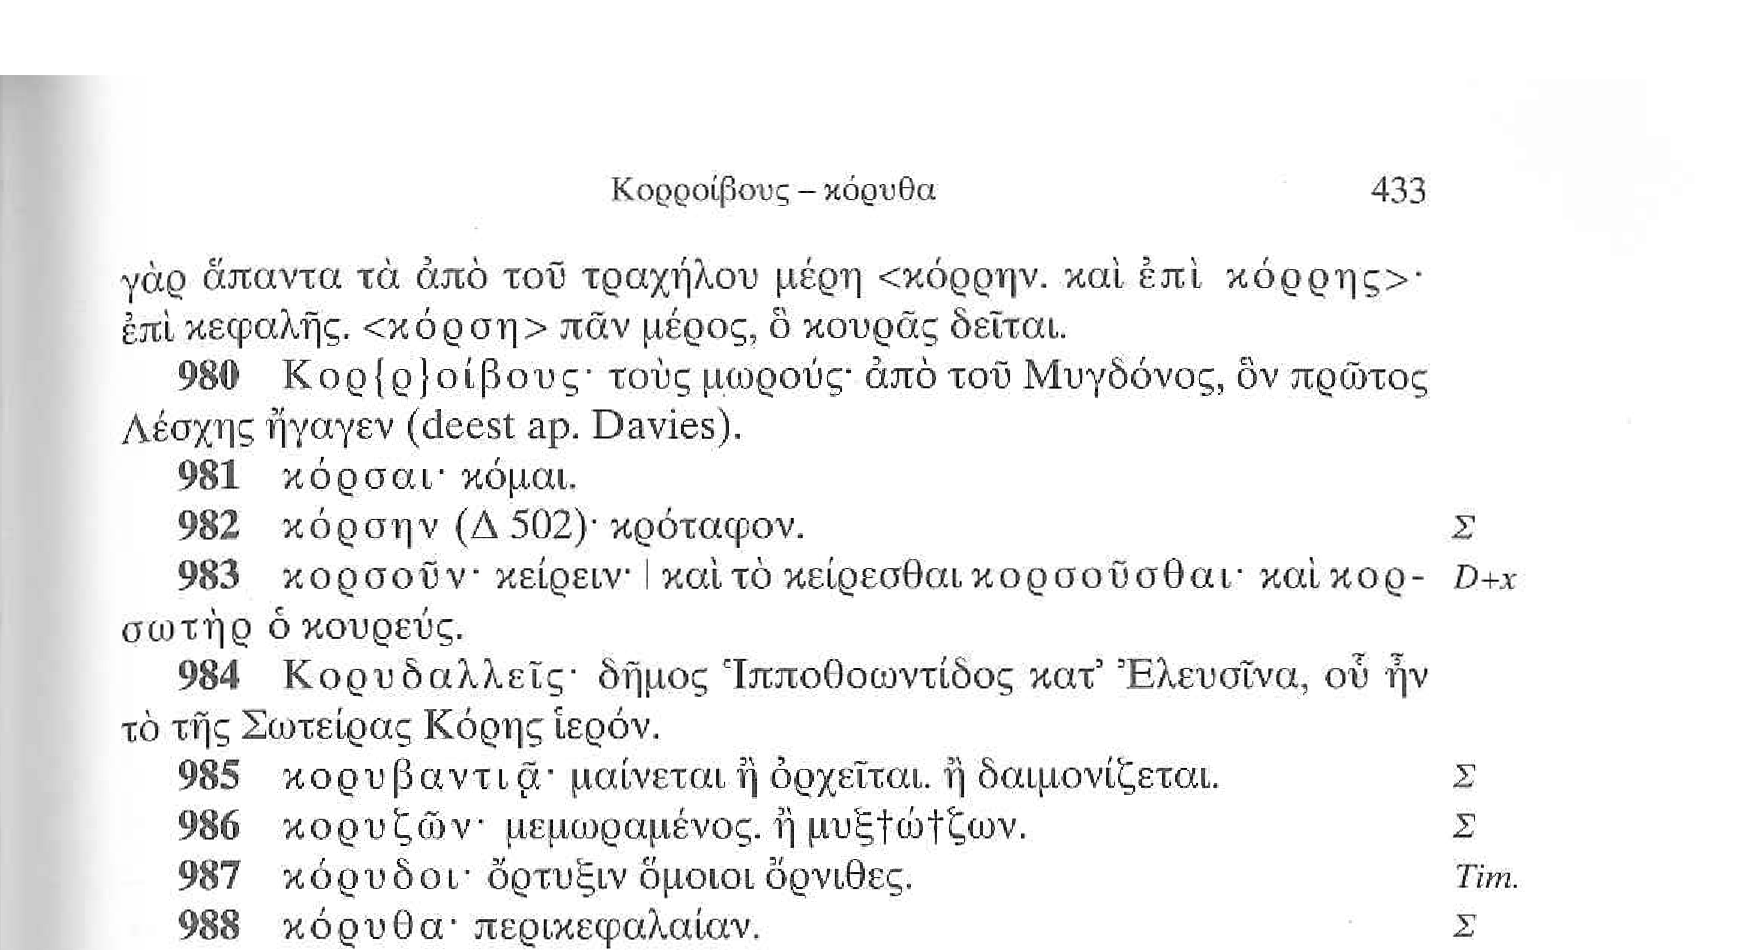 Κορροίβους – κόρυθα 433
γὰρ ἅπαντα τὰ ἀπὸ τοῦ τραχήλου μέρη <κόρρην. καὶ ἐπὶ κόρρης>·
ἐπὶ κεφαλῆς. <κόρση> πᾶν μέρος, ὃ κουρᾶς δεῖται.
980 Κορ{ρ}οίβους· τοὺς μωρούς· ἀπὸ τοῦ Μυγδόνος, ὃν πρῶτος
Λέσχης ἤγαγεν (deest ap. Davies).
981 κόρσαι· κόμαι.
982 κόρσην (Δ 502)· κρόταφον. Σ
983 κορσοῦν· κείρειν· | καὶ τὸ κείρεσθαι κορσοῦσθαι· καὶ κορ- D+x
σωτὴρ ὁ κουρεύς.
984 Κορυδαλλεῖς· δῆμος Ἱπποθοωντίδος κατ’ Ἐλευσῖνα, οὗ ἦν
τὸ τῆς Σωτείρας Κόρης ἱερόν.
985 κορυβαντιᾷ· μαίνεται ἢ ὀρχεῖται. ἢ δαιμονίζεται. Σ
986 κορυζῶν· μεμωραμένος. ἢ μυξ†ώ†ζων. Σ
987 κόρυδοι· ὄρτυξιν ὅμοιοι ὄρνιθες. Tim.
988 κόρυθα· περικεφαλαίαν. Σ